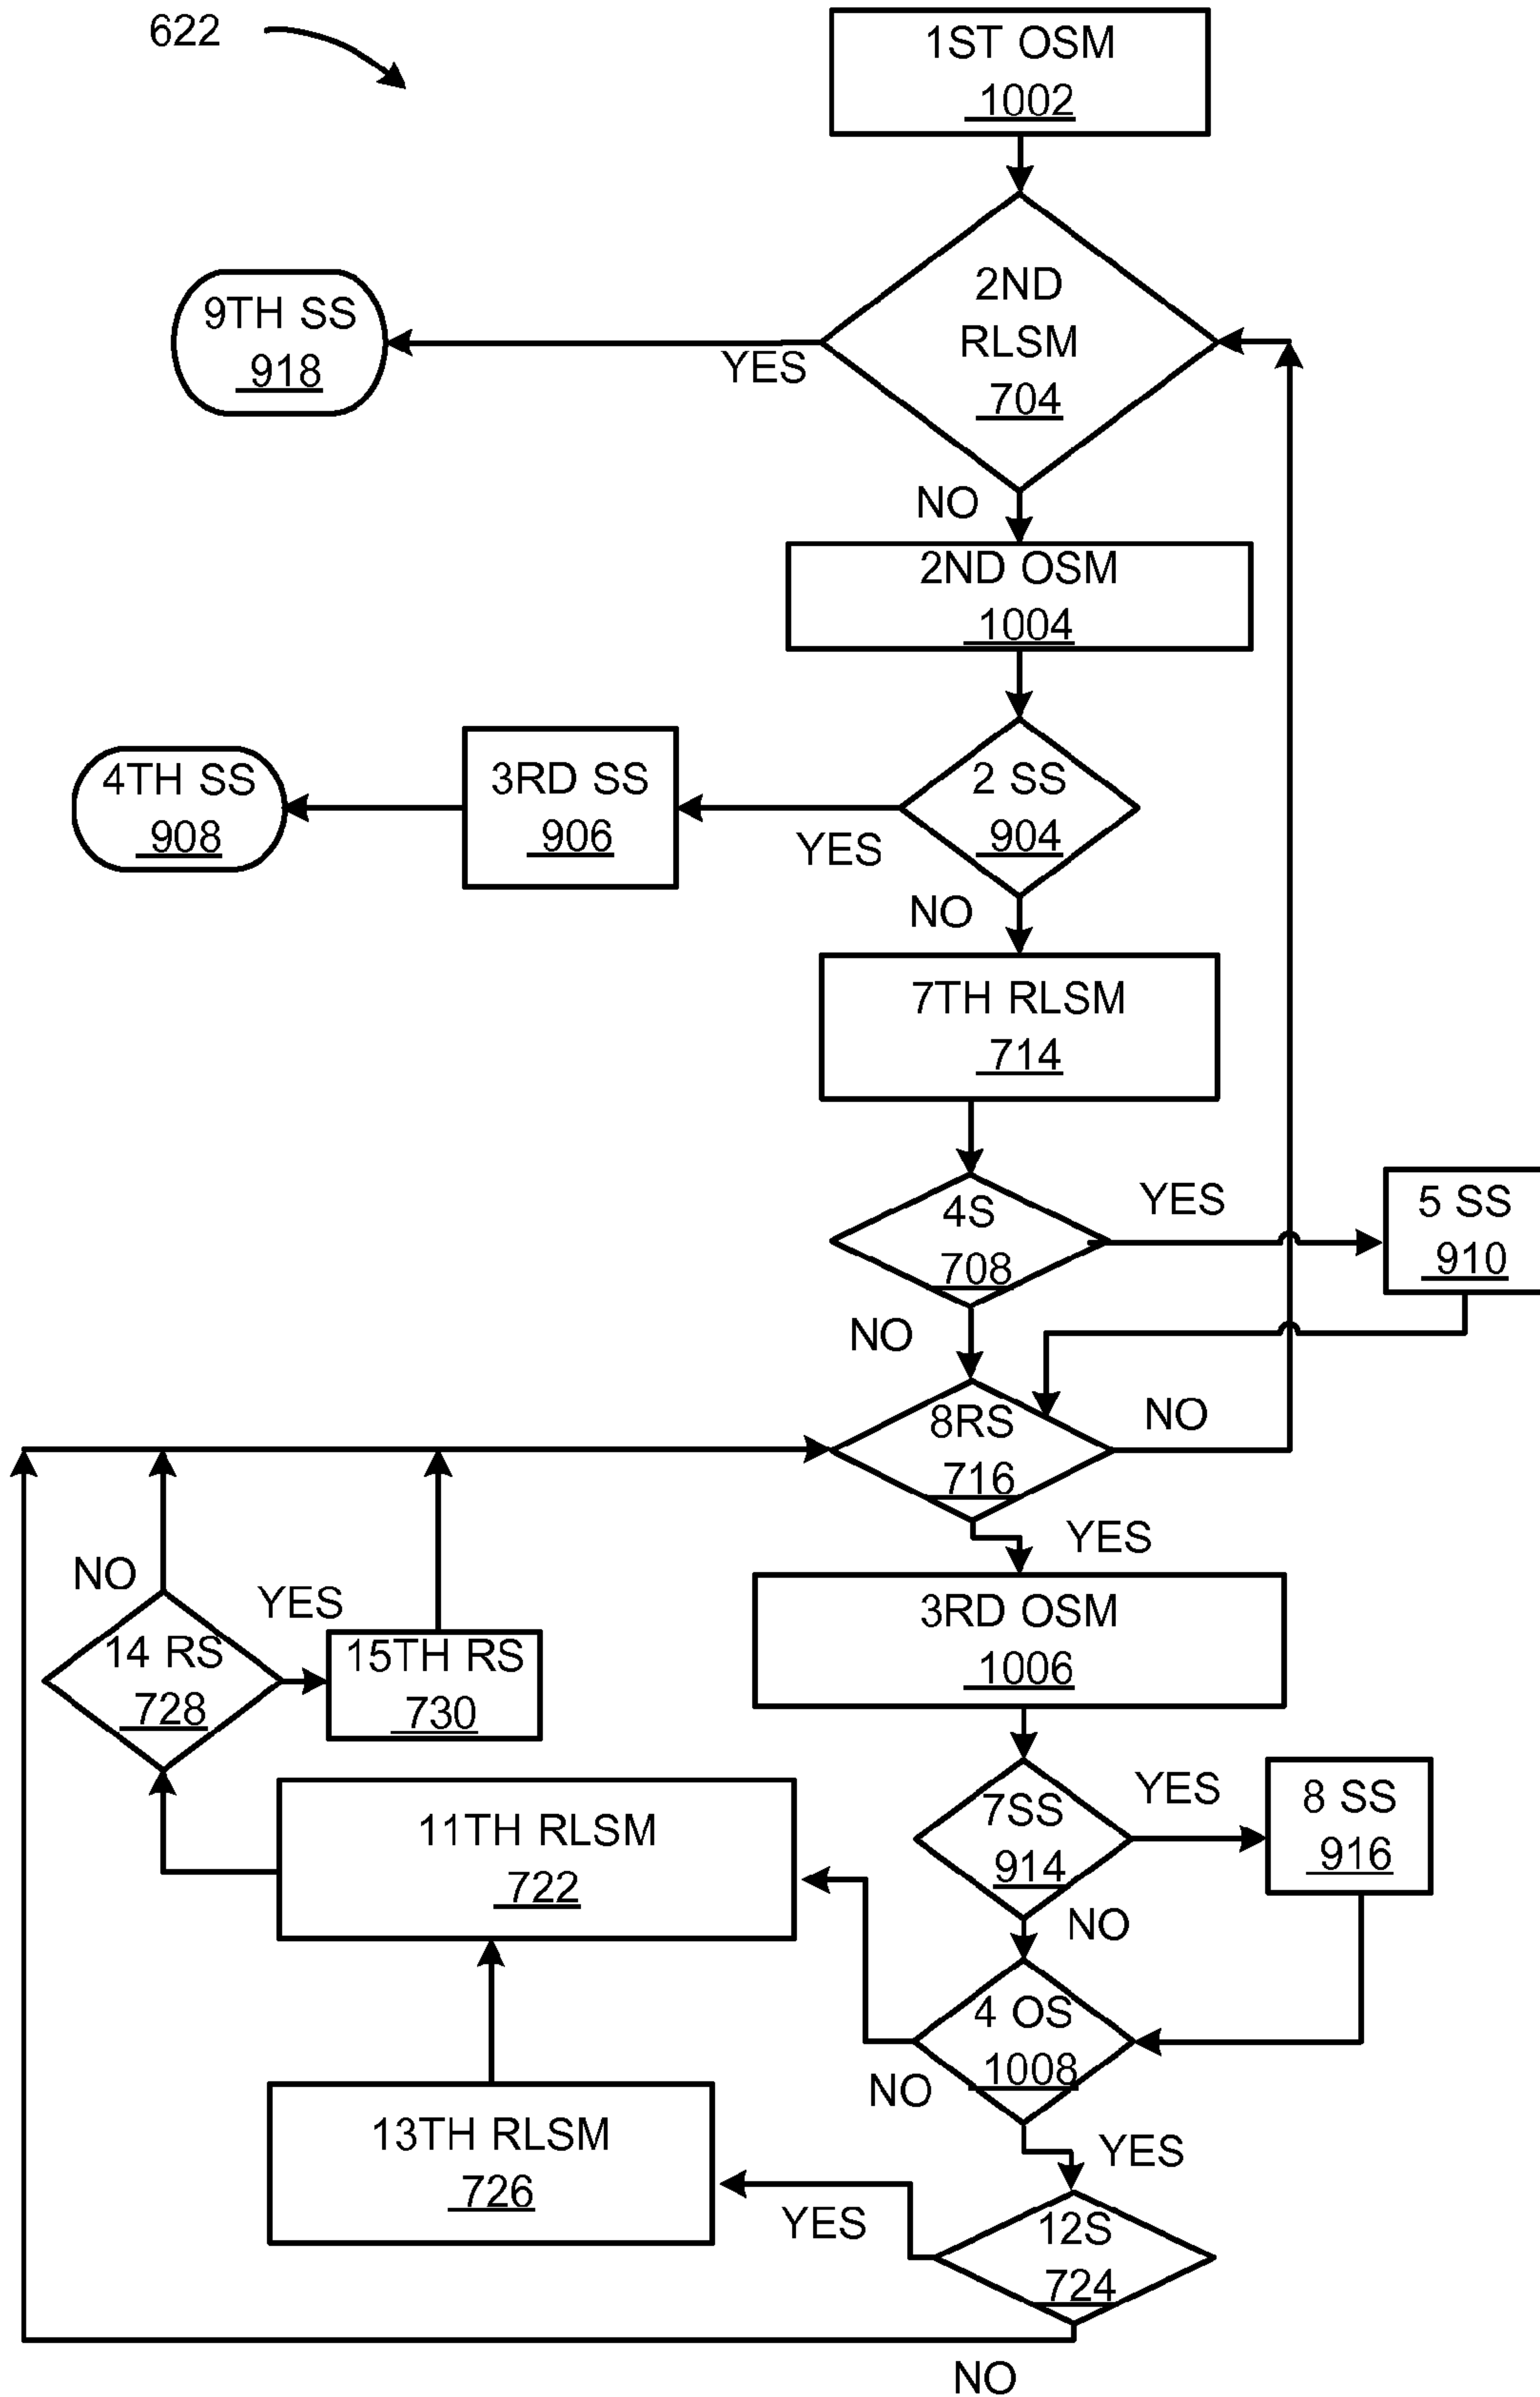 622
1ST OSM
1002
2ND
RLSM
704
9TH SS
918
YES
NO
2ND OSM
1004
4TH SS
908
3RD SS
906
2 SS
904
YES
NO
7TH RLSM
714
4S
708
YES
5 SS
910
NO
8RS
716
NO
YES
NO
YES
14 RS
728
15TH RS
730
3RD OSM
1006
11TH RLSM
722
7SS
914
YES
8 SS
916
NO
4 OS
1008
NO
YES
13TH RLSM
726
YES
12S
724
NO